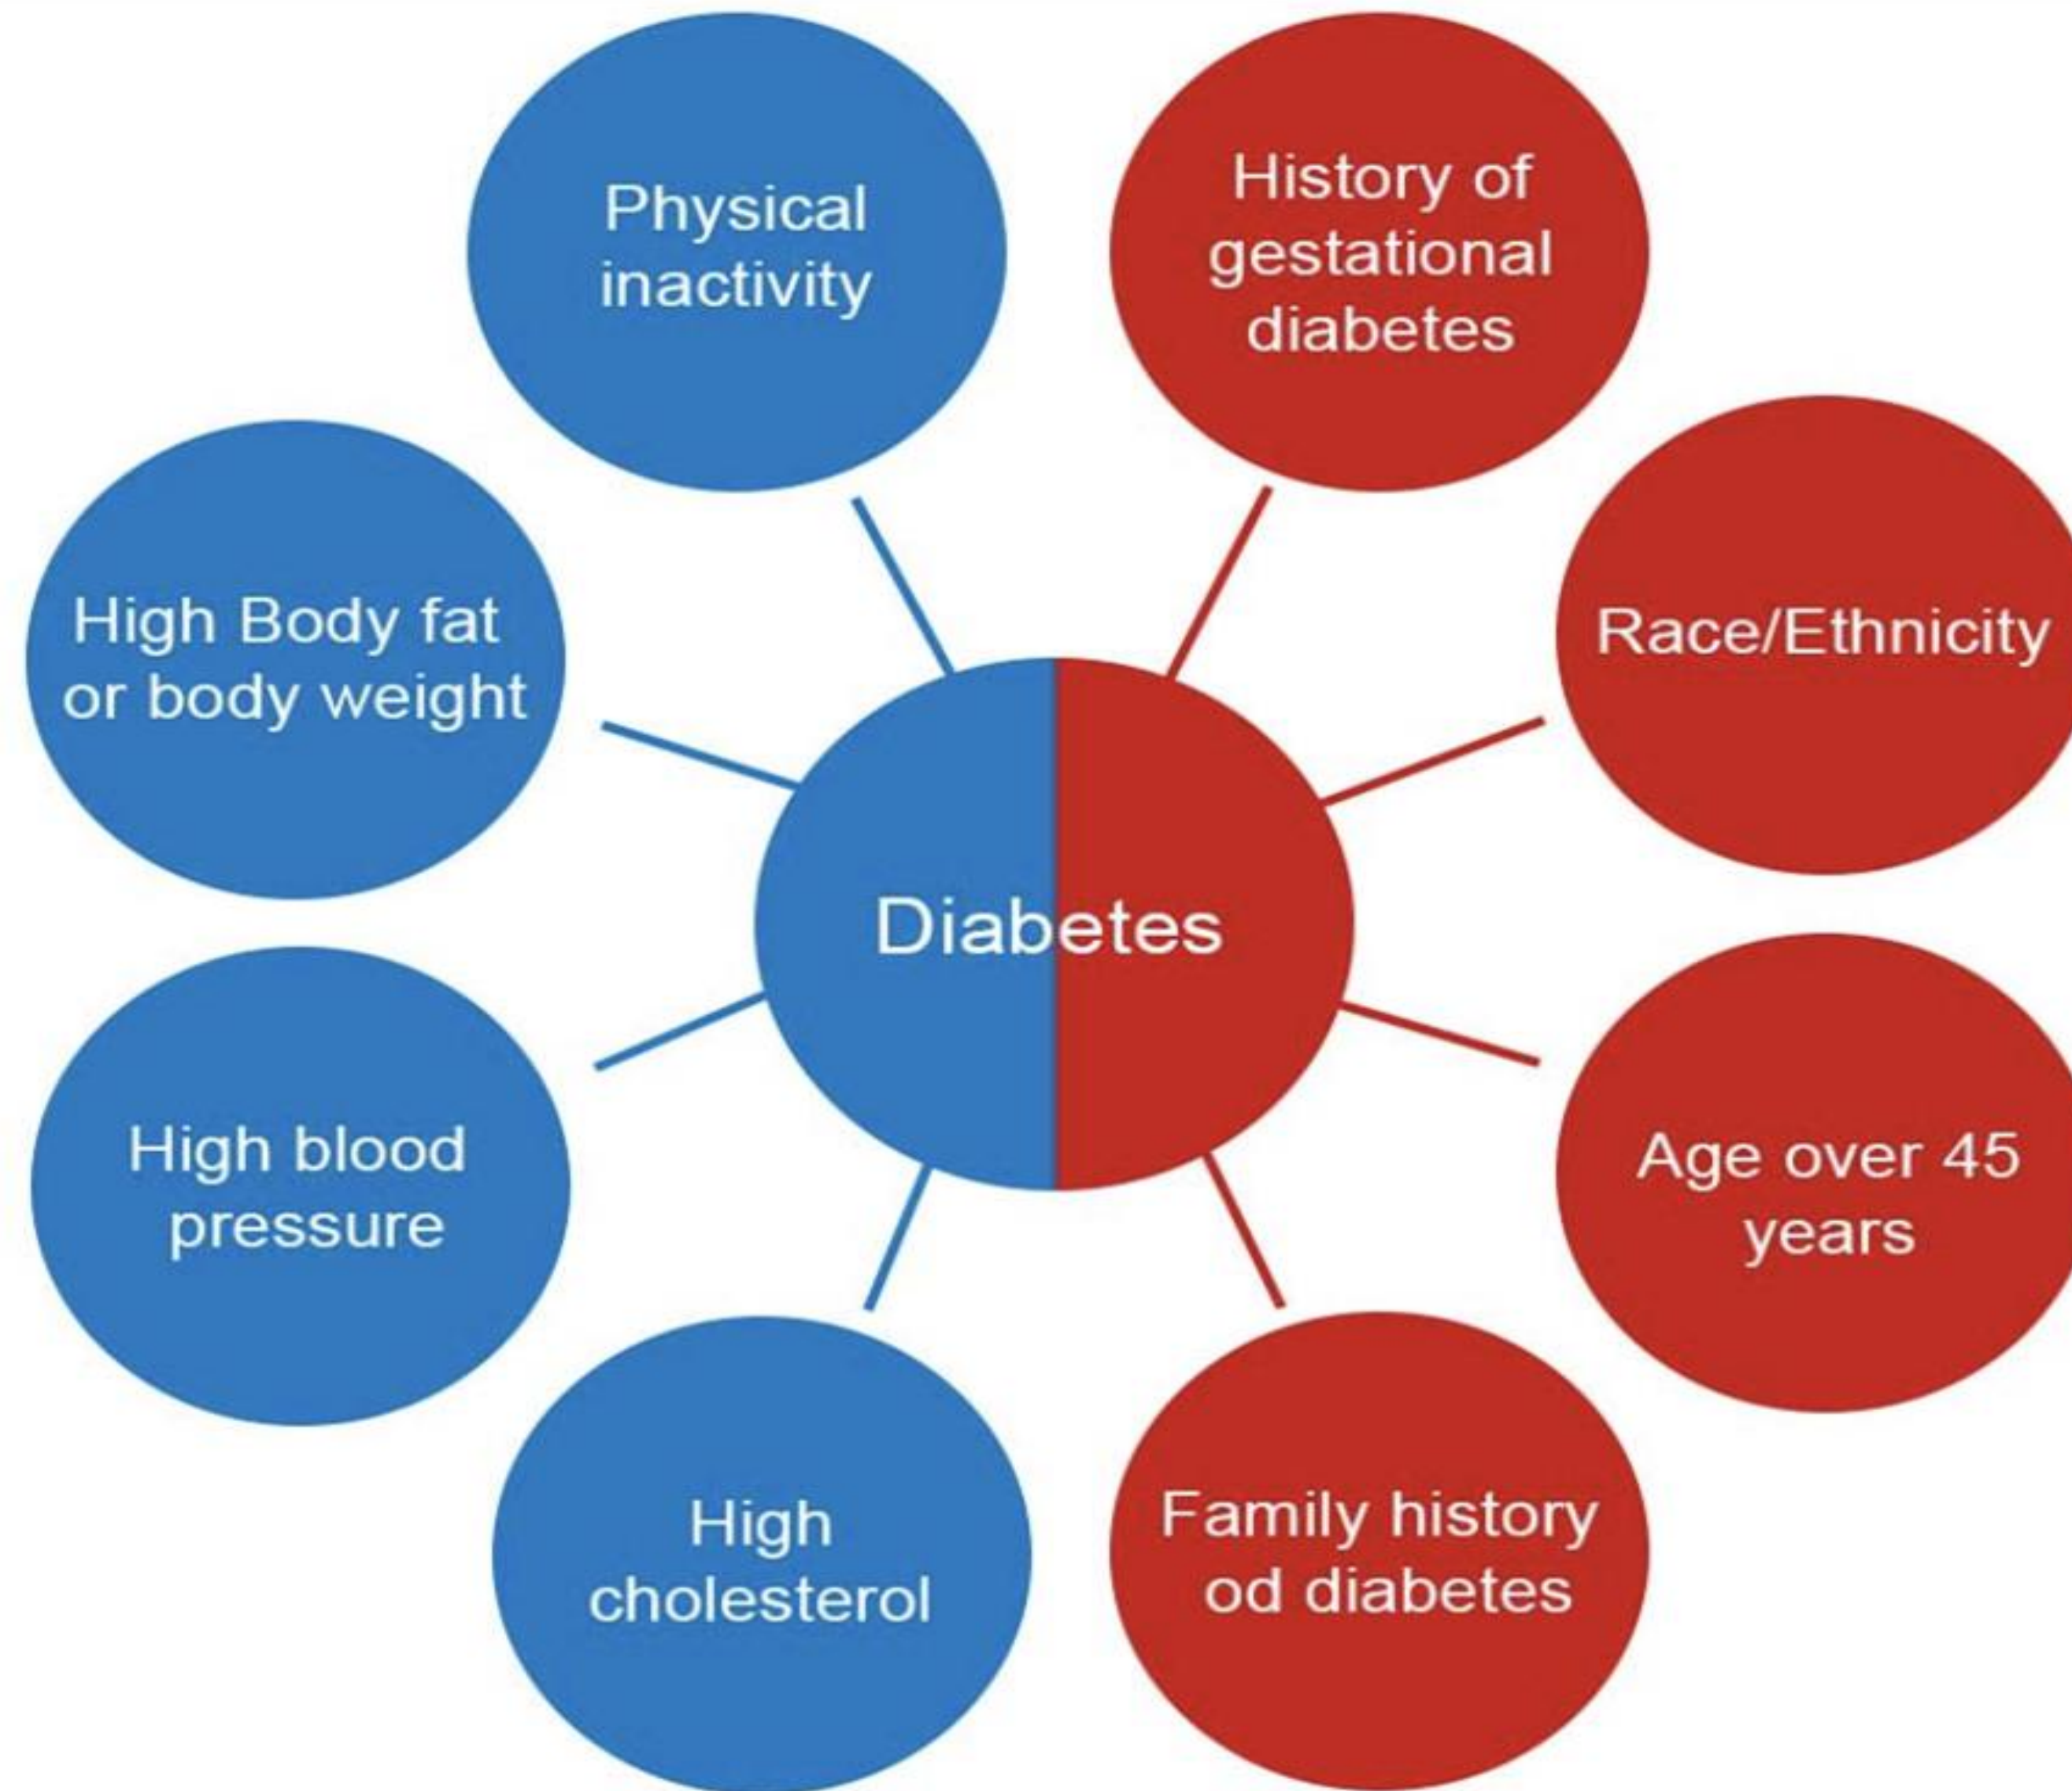 Physical
inactivity
History of
gestational
diabetes
High Body fat
or body weight
Race/Ethnicity
Diabetes
High blood
pressure
Age over 45
years
High
cholesterol
Family history
od diabetes